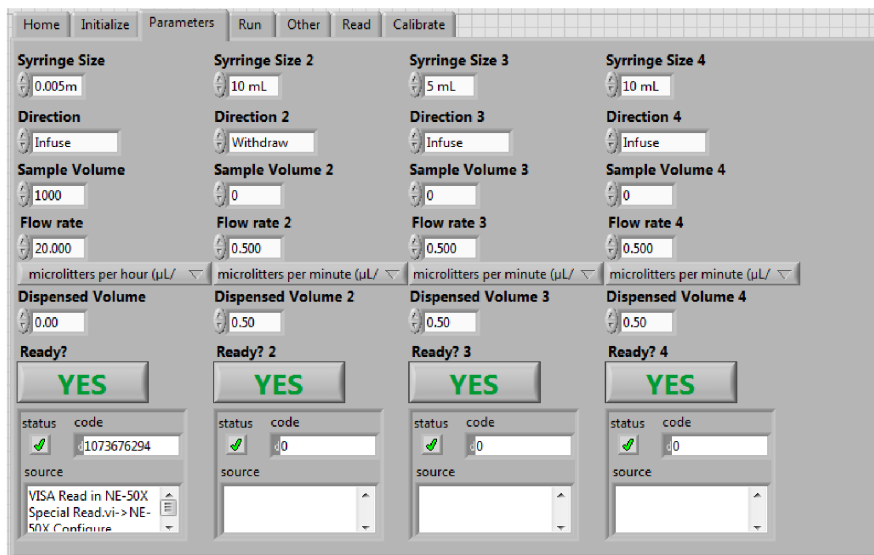 Home Initialize Parameters Run Other Read Calibrate
Syrringe Size Syrringe Size 2 Syrringe Size 3 Syrringe Size 4
0.005m 10 mL 5 mL 10 mL
Direction Direction 2 Direction 3 Direction 4
Infuse Withdraw Infuse Infuse
Sample Volume Sample Volume 2 Sample Volume 3 Sample Volume 4
1000 0 0 0
Flow rate Flow rate 2 Flow rate 3 Flow rate 4
20.000 0.500 0.500 0.500
microlitters per hour (µL/ microlitters per minute (µL/ microlitters per minute (µL/ microlitters per minute (µL/
Dispensed Volume Dispensed Volume 2 Dispensed Volume 3 Dispensed Volume 4
0.00 0.50 0.50 0.50
Ready? Ready? 2 Ready? 3 Ready? 4
YES YES YES YES
status code status code status code status code
d 1073676294 d 0 d 0 d 0
source source source source
VISA Read in NE-50X
Special Read.vi->NE-
50X Configure